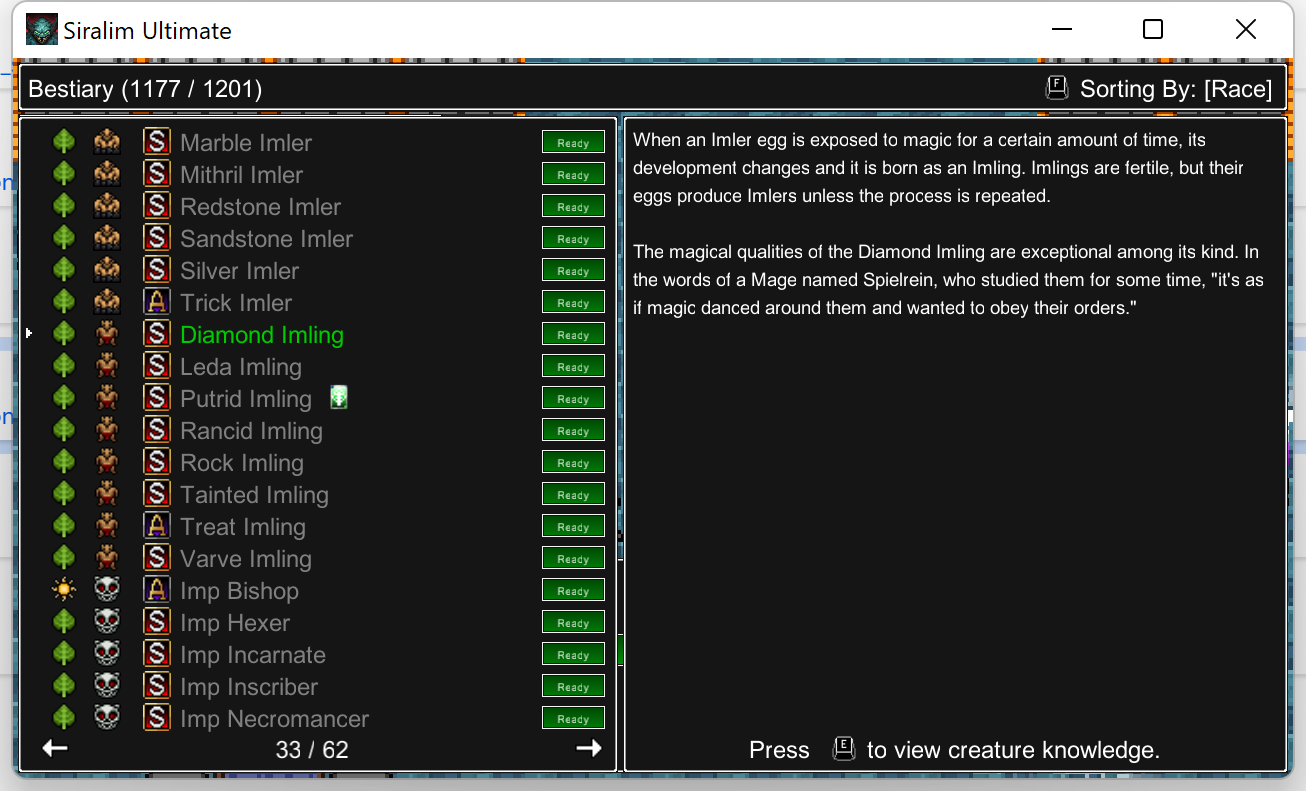 Siralim Ultimate
Bestiary (1177 / 1201)
F Sorting By: [Race]
S Marble Imler Ready
S Mithril Imler Ready
S Redstone Imler Ready
S Sandstone Imler Ready
S Silver Imler Ready
A Trick Imler Ready
S Diamond Imling Ready
S Leda Imling Ready
S Putrid Imling Ready
S Rancid Imling Ready
S Rock Imling Ready
S Tainted Imling Ready
A Treat Imling Ready
S Varve Imling Ready
A Imp Bishop Ready
S Imp Hexer Ready
S Imp Incarnate Ready
S Imp Inscriber Ready
S Imp Necromancer Ready
33 / 62
When an Imler egg is exposed to magic for a certain amount of time, its
development changes and it is born as an Imling. Imlings are fertile, but their
eggs produce Imlers unless the process is repeated.
The magical qualities of the Diamond Imling are exceptional among its kind. In
the words of a Mage named Spielrein, who studied them for some time, "it's as
if magic danced around them and wanted to obey their orders."
Press E to view creature knowledge.